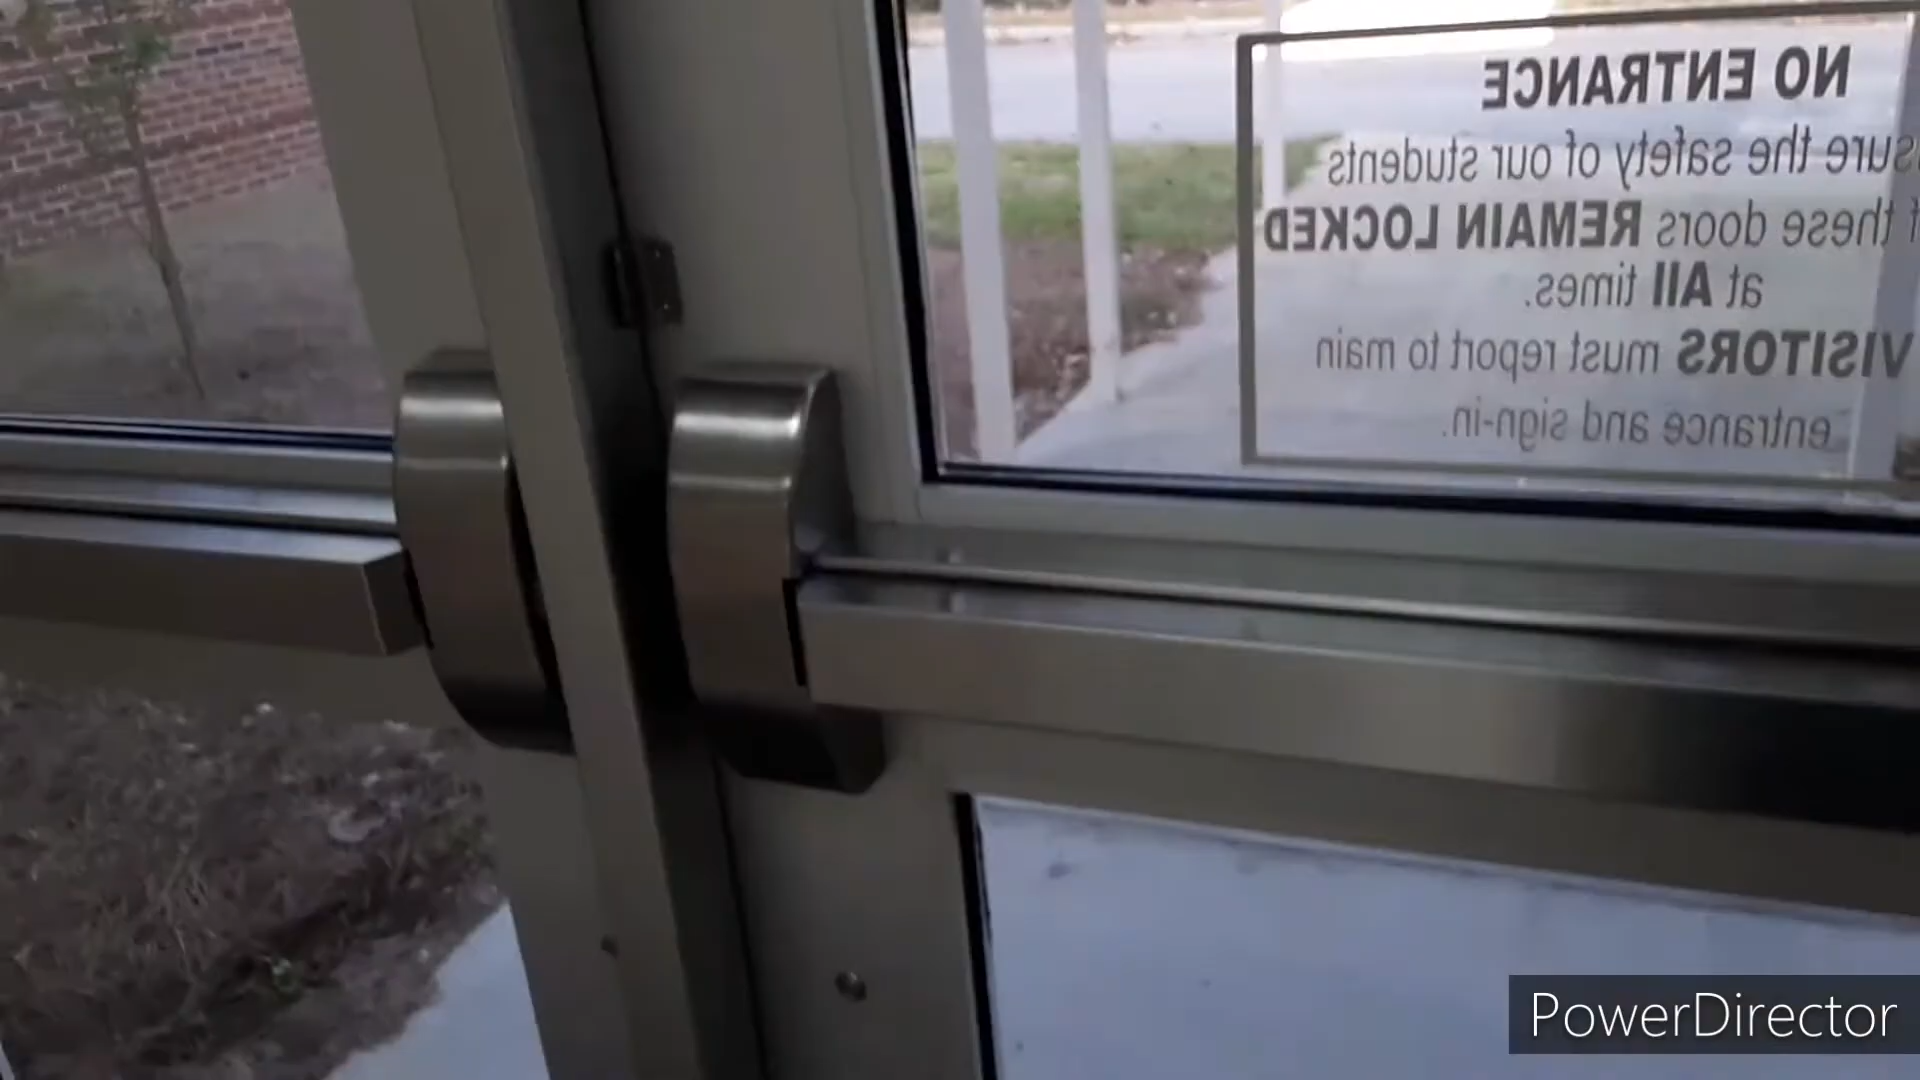 NO ENTRANCE
sure the safety of our students
these doors REMAIN LOCKED
at All times.
VISITORS must report to main
entrance and sign-in.
PowerDirector